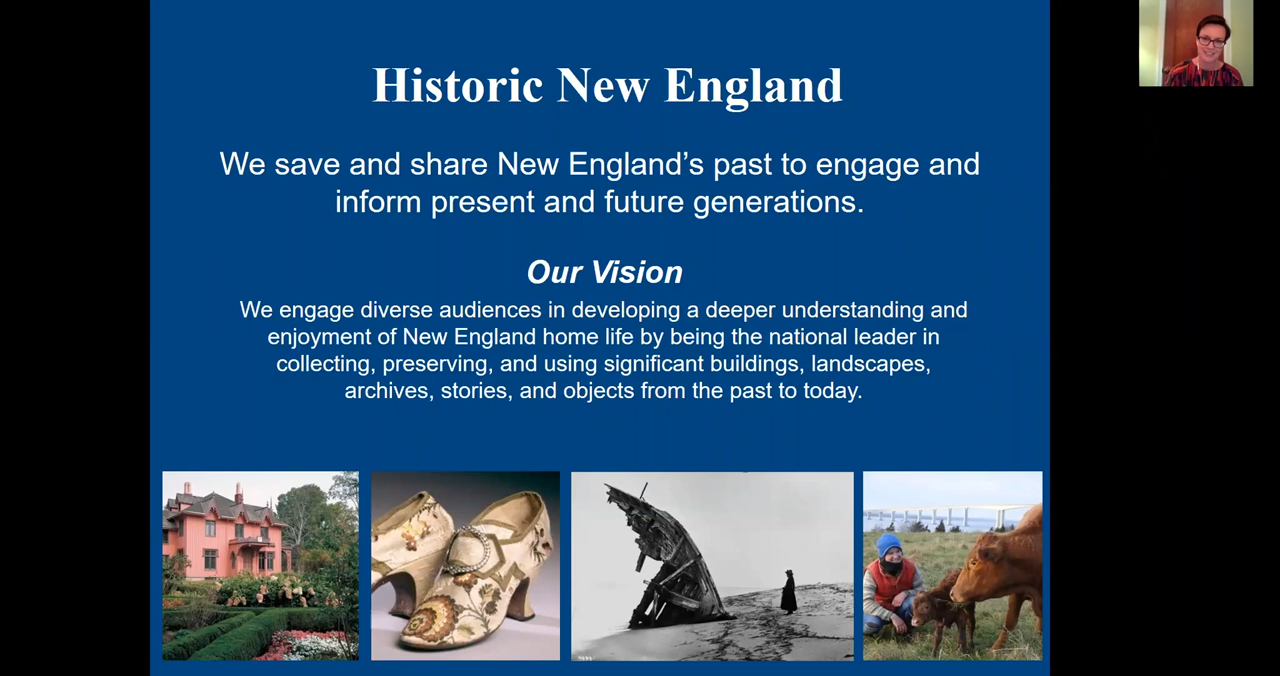 Historic New England
We save and share New England’s past to engage and
inform present and future generations.
Our Vision
We engage diverse audiences in developing a deeper understanding and
enjoyment of New England home life by being the national leader in
collecting, preserving, and using significant buildings, landscapes,
archives, stories, and objects from the past to today.